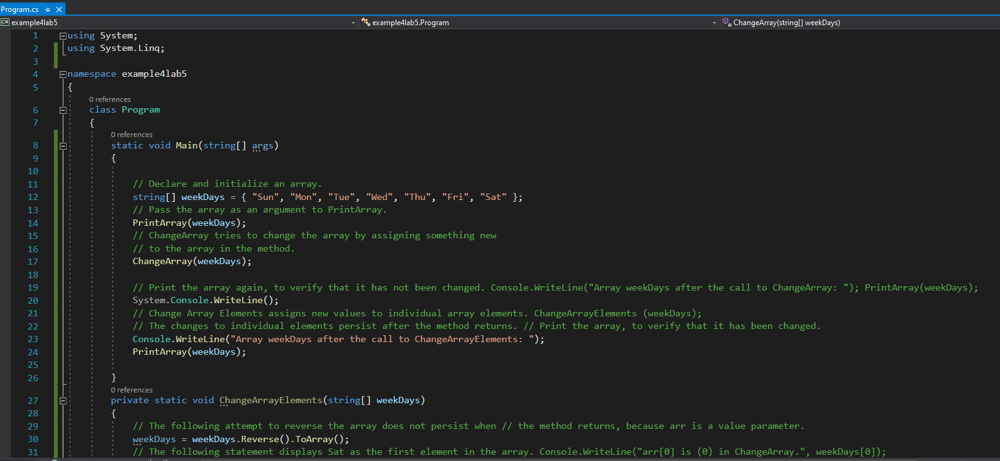 Program.cs
C# example4lab5 example4lab5.Program ChangeArray(string[] weekDays)
1 using System;
2 using System.Linq;
3
4 namespace example4lab5
5 {
0 references
6 class Program
7 {
0 references
8 static void Main(string[] args)
9 {
10
11 // Declare and initialize an array.
12 string[] weekDays = { "Sun", "Mon", "Tue", "Wed", "Thu", "Fri", "Sat" };
13 // Pass the array as an argument to PrintArray.
14 PrintArray(weekDays);
15 // ChangeArray tries to change the array by assigning something new
16 // to the array in the method.
17 ChangeArray(weekDays);
18
19 // Print the array again, to verify that it has not been changed. Console.WriteLine("Array weekDays after the call to ChangeArray: "); PrintArray(weekDays);
20 System.Console.WriteLine();
21 // Change Array Elements assigns new values to individual array elements. ChangeArrayElements (weekDays);
22 // The changes to individual elements persist after the method returns. // Print the array, to verify that it has been changed.
23 Console.WriteLine("Array weekDays after the call to ChangeArrayElements: ");
24 PrintArray(weekDays);
25
26 }
0 references
27 private static void ChangeArrayElements(string[] weekDays)
28 {
29 // The following attempt to reverse the array does not persist when // the method returns, because arr is a value parameter.
30 weekDays = weekDays.Reverse().ToArray();
31 // The following statement displays Sat as the first element in the array. Console.WriteLine("arr[0] is (0) in ChangeArray.", weekDays[0]);